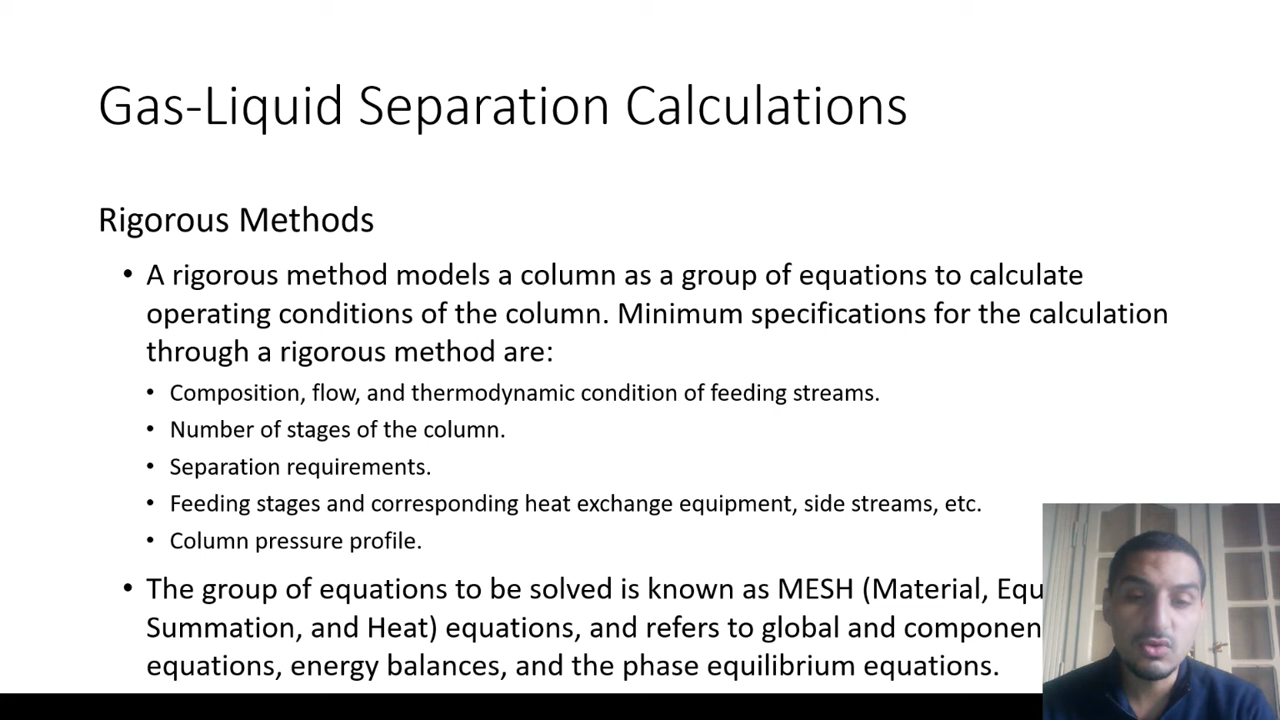 Gas-Liquid Separation Calculations
Rigorous Methods
• A rigorous method models a column as a group of equations to calculate
operating conditions of the column. Minimum specifications for the calculation
through a rigorous method are:
• Composition, flow, and thermodynamic condition of feeding streams.
• Number of stages of the column.
• Separation requirements.
• Feeding stages and corresponding heat exchange equipment, side streams, etc.
• Column pressure profile.
• The group of equations to be solved is known as MESH (Material, Equ
Summation, and Heat) equations, and refers to global and componen
equations, energy balances, and the phase equilibrium equations.